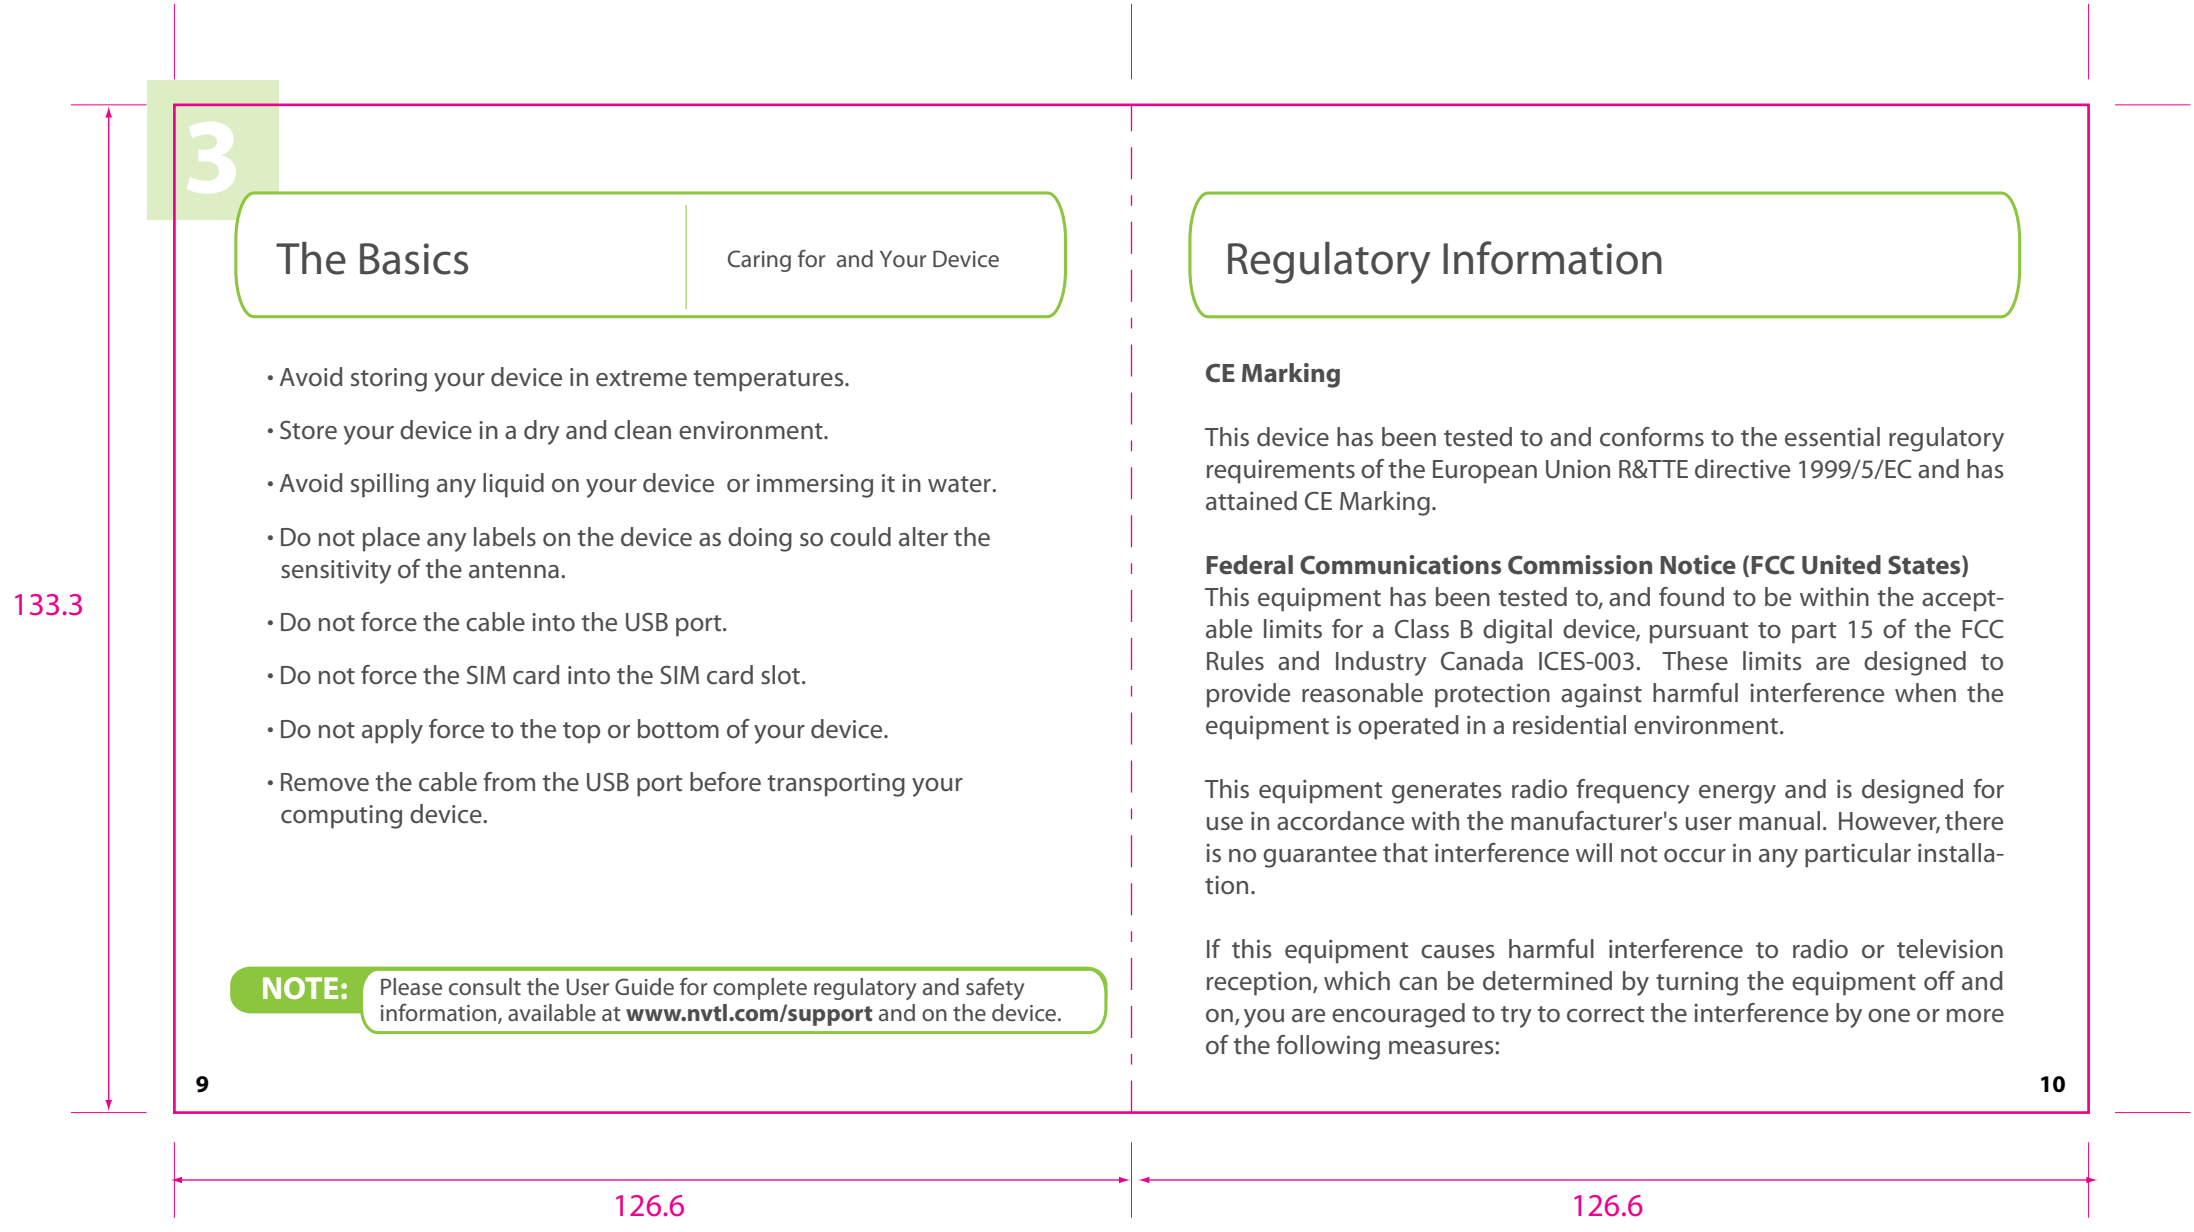 3
The Basics
Caring for and Your Device
• Avoid storing your device in extreme temperatures.
• Store your device in a dry and clean environment.
• Avoid spilling any liquid on your device or immersing it in water.
• Do not place any labels on the device as doing so could alter the
sensitivity of the antenna.
• Do not force the cable into the USB port.
• Do not force the SIM card into the SIM card slot.
• Do not apply force to the top or bottom of your device.
• Remove the cable from the USB port before transporting your
computing device.
NOTE:
Please consult the User Guide for complete regulatory and safety
information, available at www.nvtl.com/support and on the device.
9
Regulatory Information
CE Marking
This device has been tested to and conforms to the essential regulatory
requirements of the European Union R&TTE directive 1999/5/EC and has
attained CE Marking.
Federal Communications Commission Notice (FCC United States)
This equipment has been tested to, and found to be within the accept-
able limits for a Class B digital device, pursuant to part 15 of the FCC
Rules and Industry Canada ICES-003. These limits are designed to
provide reasonable protection against harmful interference when the
equipment is operated in a residential environment.
This equipment generates radio frequency energy and is designed for
use in accordance with the manufacturer's user manual. However, there
is no guarantee that interference will not occur in any particular installa-
tion.
If this equipment causes harmful interference to radio or television
reception, which can be determined by turning the equipment off and
on, you are encouraged to try to correct the interference by one or more
of the following measures:
10
133.3
126.6
126.6